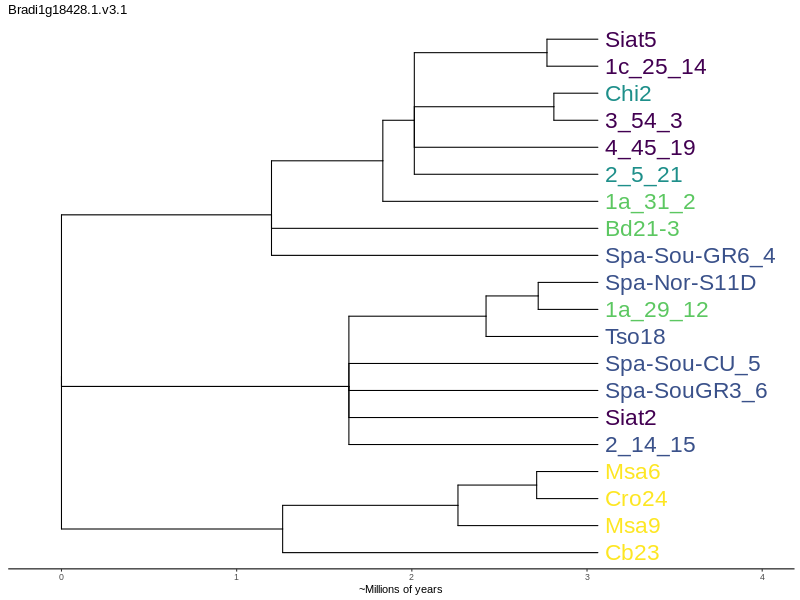 Bradi1g18428.1.v3.1
Siat5
1c_25_14
Chi2
3_54_3
4_45_19
2_5_21
1a_31_2
Bd21-3
Spa-Sou-GR6_4
Spa-Nor-S11D
1a_29_12
Tso18
Spa-Sou-CU_5
Spa-SouGR3_6
Siat2
2_14_15
Msa6
Cro24
Msa9
Cb23
0 1 2 3 4
~Millions of years